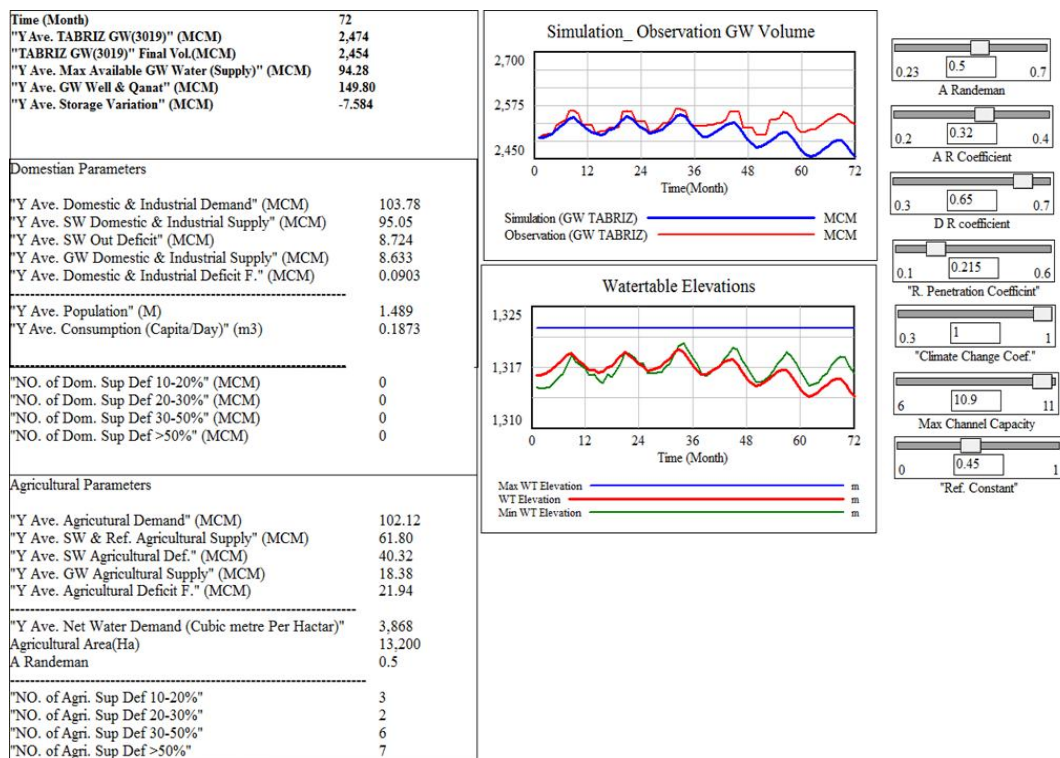 Time (Month) 72
"Y Ave. TABRIZ GW(3019)" (MCM) 2,474
"TABRIZ GW(3019)" Final Vol.(MCM) 2,454
"Y Ave. Max Available GW Water (Supply)" (MCM) 94.28
"Y Ave. GW Well & Qanat" (MCM) 149.80
"Y Ave. Storage Variation" (MCM) -7.584
Domestian Parameters
"Y Ave. Domestic & Industrial Demand" (MCM) 103.78
"Y Ave. SW Domestic & Industrial Supply" (MCM) 95.05
"Y Ave. SW Out Deficit" (MCM) 8.724
"Y Ave. GW Domestic & Industrial Supply" (MCM) 8.633
"Y Ave. Domestic & Industrial Deficit F." (MCM) 0.0903
"Y Ave. Population" (M) 1.489
"Y Ave. Consumption (Capita/Day)" (m3) 0.1873
"NO. of Dom. Sup Def 10-20%" (MCM) 0
"NO. of Dom. Sup Def 20-30%" (MCM) 0
"NO. of Dom. Sup Def 30-50%" (MCM) 0
"NO. of Dom. Sup Def >50%" (MCM) 0
Agricultural Parameters
"Y Ave. Agricutural Demand" (MCM) 102.12
"Y Ave. SW & Ref. Agricultural Supply" (MCM) 61.80
"Y Ave. SW Agricultural Def." (MCM) 40.32
"Y Ave. GW Agricultural Supply" (MCM) 18.38
"Y Ave. Agricultural Deficit F." (MCM) 21.94
"Y Ave. Net Water Demand (Cubic metre Per Hactar)" 3,868
Agricultural Area(Ha) 13,200
A Randeman 0.5
"NO. of Agri. Sup Def 10-20%" 3
"NO. of Agri. Sup Def 20-30%" 2
"NO. of Agri. Sup Def 30-50%" 6
"NO. of Agri. Sup Def >50%" 7
Simulation_ Observation GW Volume
2,700
2,575
2,450
0 12 24 36 48 60 72
Time(Month)
Simulation (GW TABRIZ) MCM
Observation (GW TABRIZ) MCM
Watertable Elevations
1,325
1,317
1,310
0 12 24 36 48 60 72
Time (Month)
Max WT Elevation m
WT Elevation m
Min WT Elevation m
0.23 0.5 0.7
A Randeman
0.2 0.32 0.4
A R Coefficient
0.3 0.65 0.7
D R coefficient
0.1 0.215 0.6
"R. Penetration Coefficint"
0.3 1 1
"Climate Change Coef."
6 10.9 11
Max Channel Capacity
0 0.45 1
"Ref. Constant"